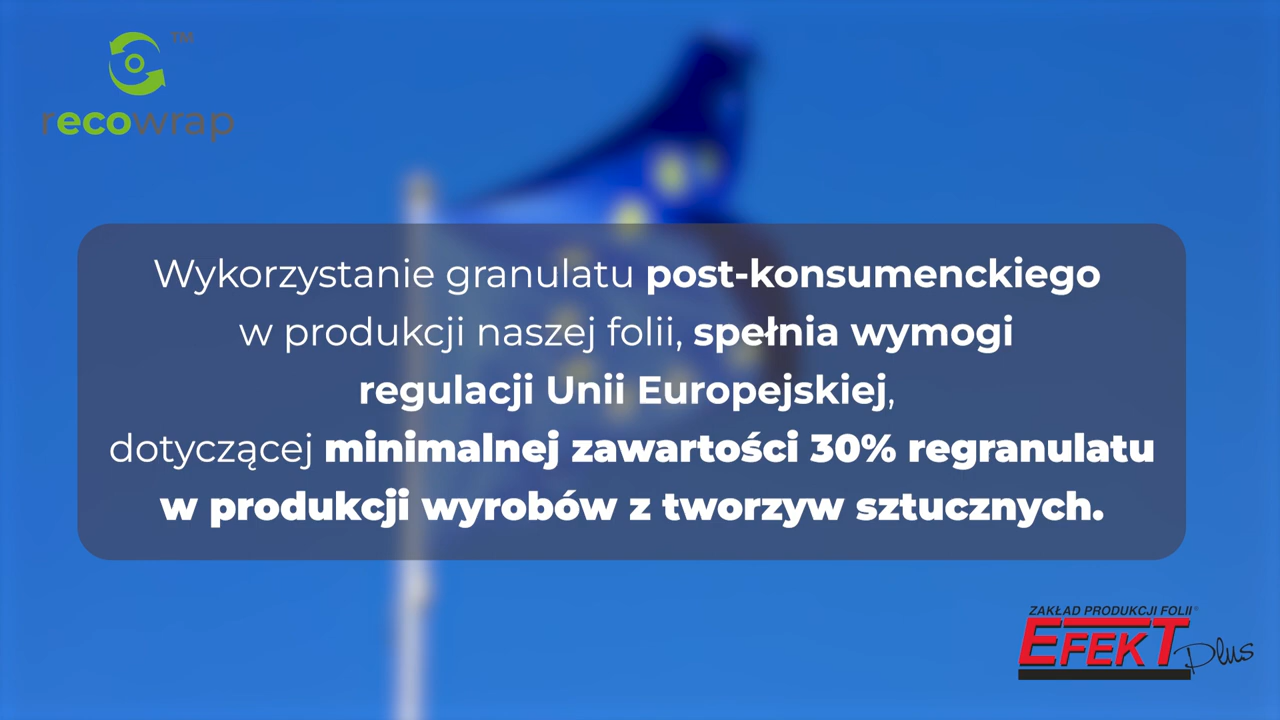 TM
recowrap
Wykorzystanie granulatu post-konsumenckiego
w produkcji naszej folii, spełnia wymogi
regulacji Unii Europejskiej,
dotyczącej minimalnej zawartości 30% regranulatu
w produkcji wyrobów z tworzyw sztucznych.
ZAKŁAD PRODUKCJI FOLII®
EFEKT Plus